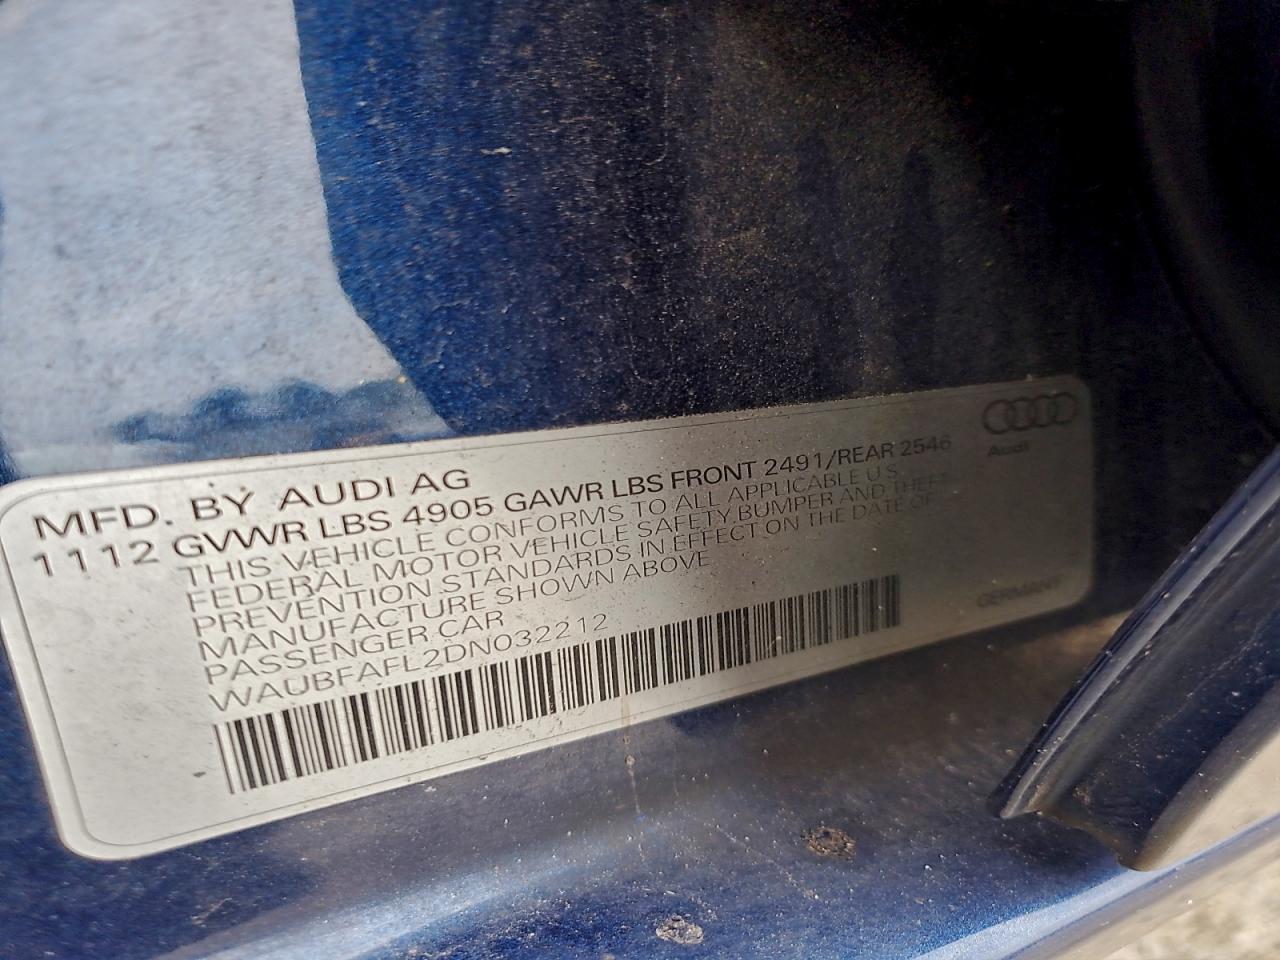 MFD. BY AUDI AG
1112 GVWR LBS 4905 GAWR LBS FRONT 2491/REAR 2546
THIS VEHICLE CONFORMS TO ALL APPLICABLE U.S.
FEDERAL MOTOR VEHICLE SAFETY BUMPER AND THEFT
PREVENTION STANDARDS IN EFFECT ON THE DATE OF
MANUFACTURE SHOWN ABOVE
PASSENGER CAR
WAUBFAFL2DN032212
Audi
GERMANY